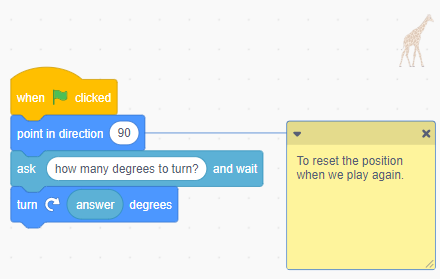 when clicked
point in direction 90
To reset the position
when we play again.
ask how many degrees to turn? and wait
turn answer degrees